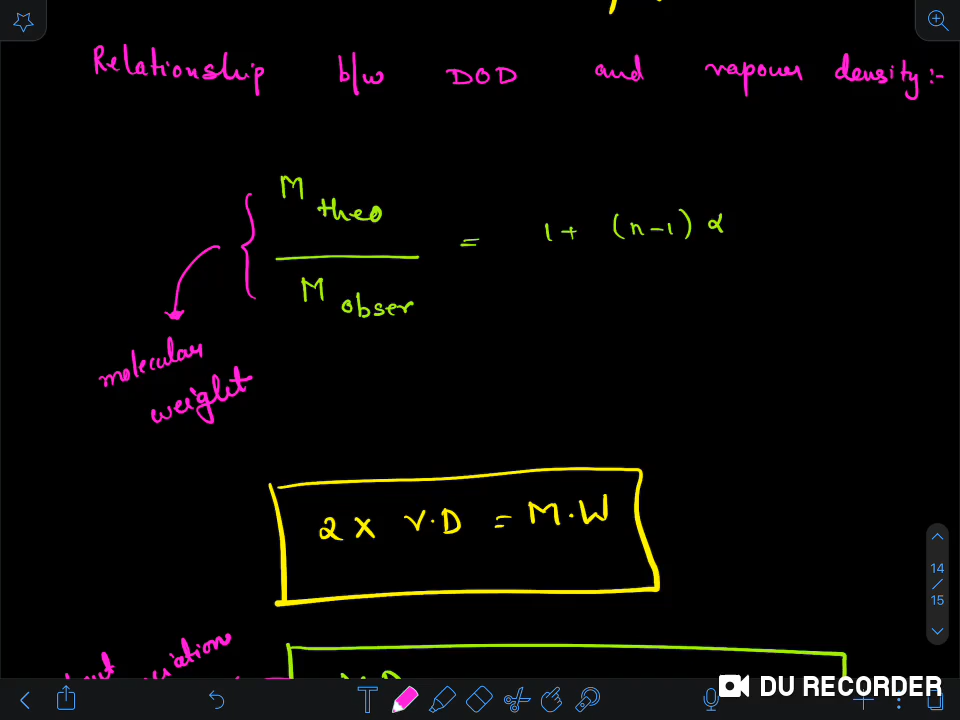 Relationship b/w DOD and vapour density:-
M theo
= 1+ (n-1) α
M obser
molecular
weight
2 x V.D = M.W
14
/
15
T
DU RECORDER